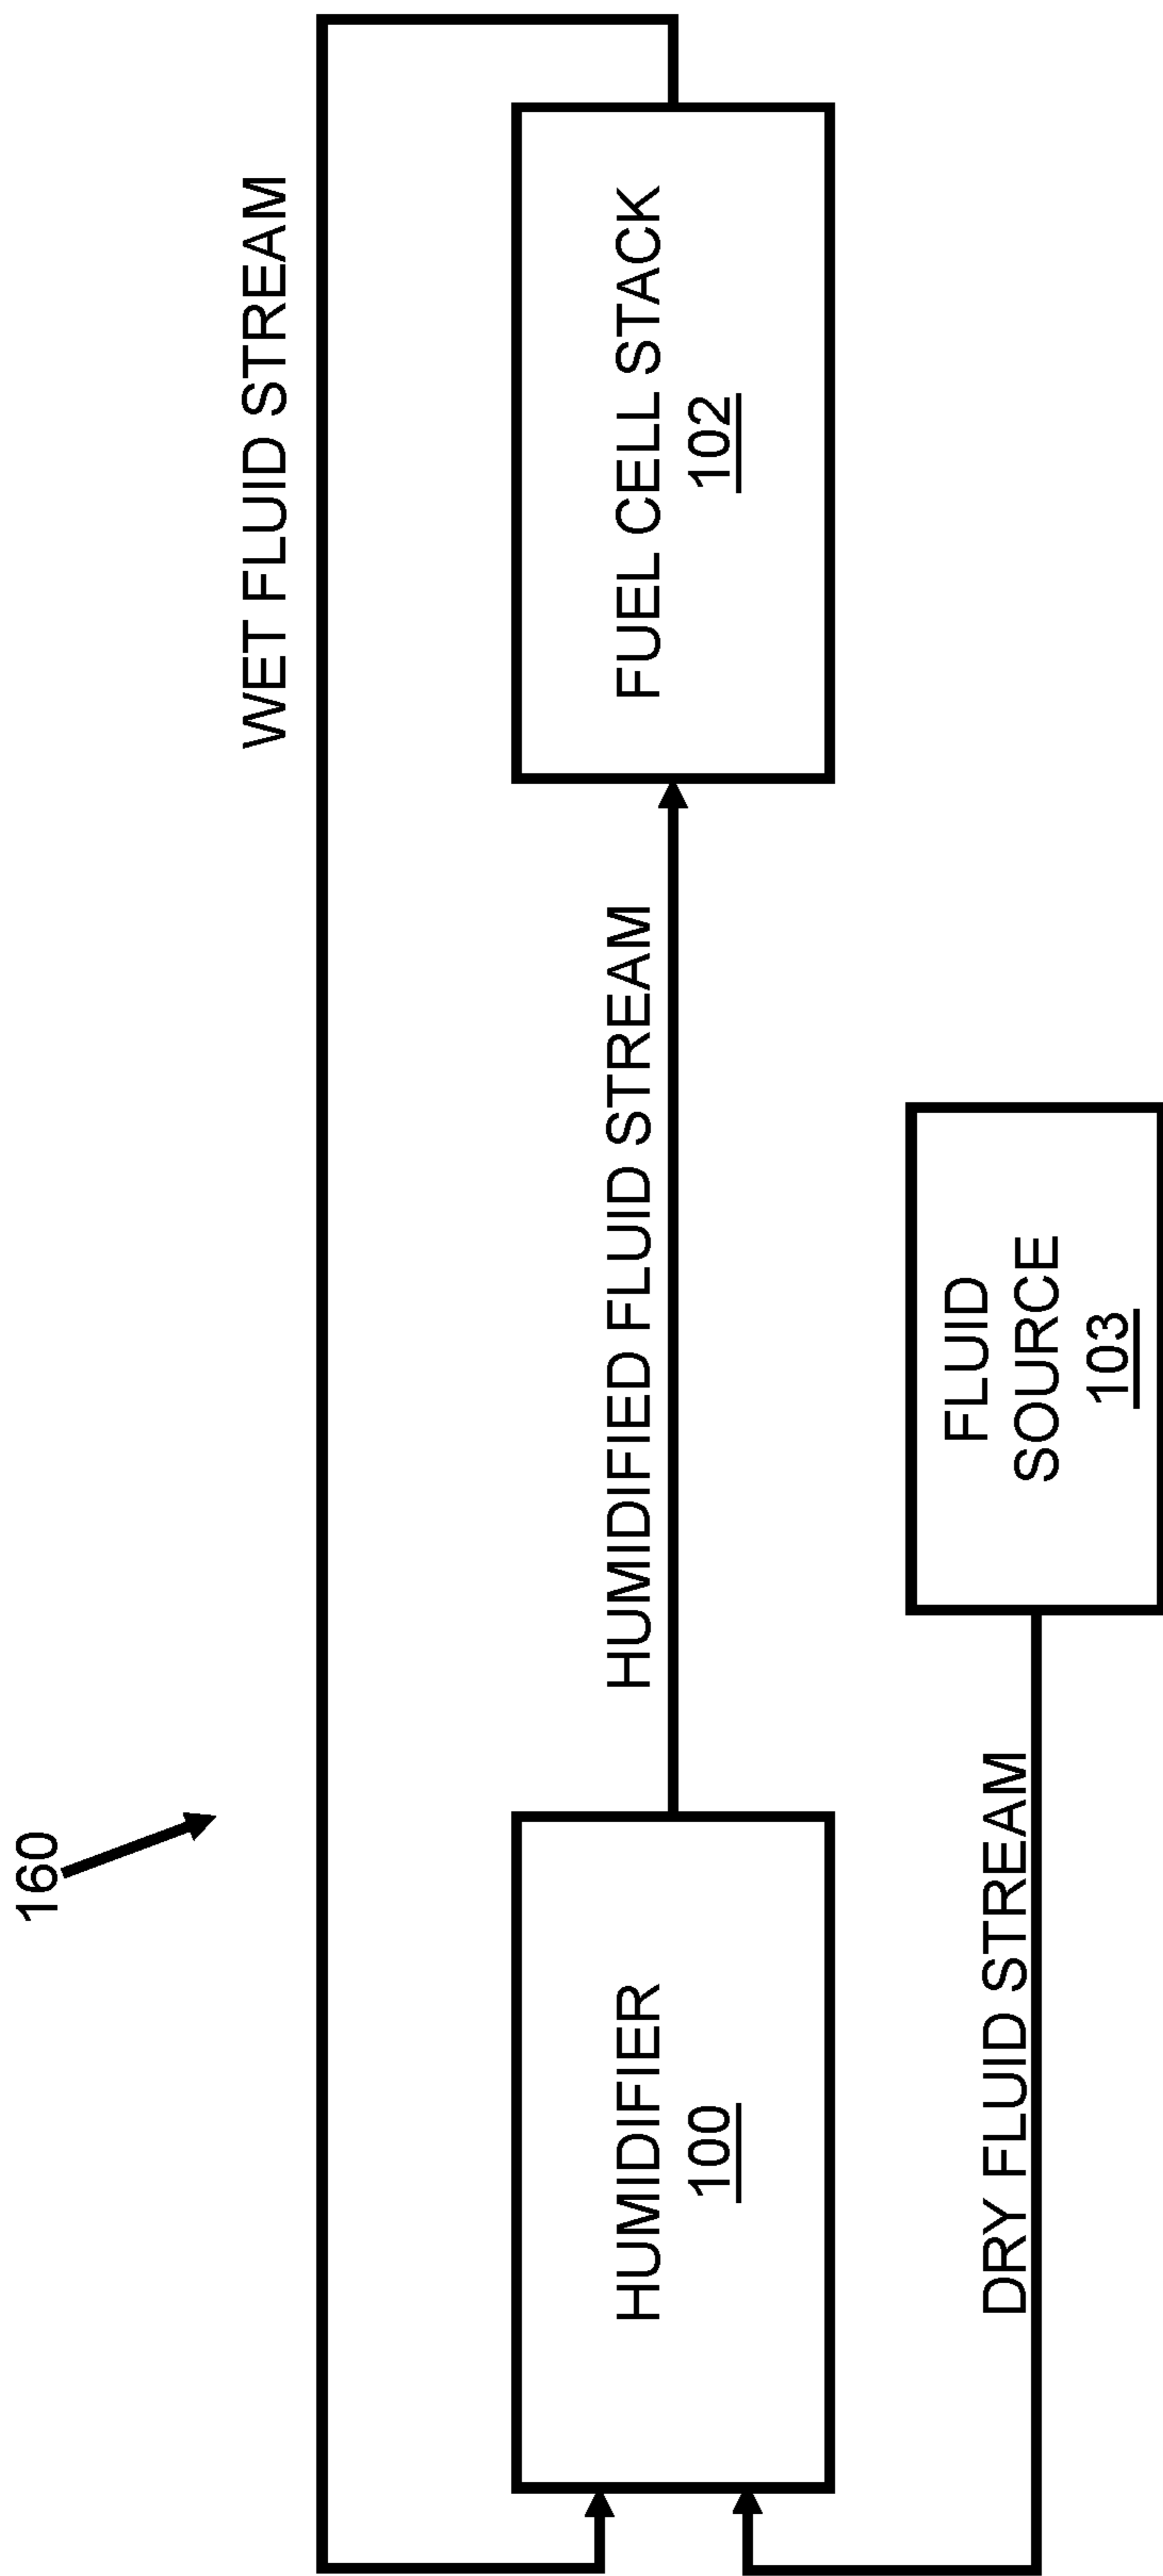 160
WET FLUID STREAM
HUMIDIFIER
100
HUMIDIFIED FLUID STREAM
FUEL CELL STACK
102
DRY FLUID STREAM
FLUID
SOURCE
103